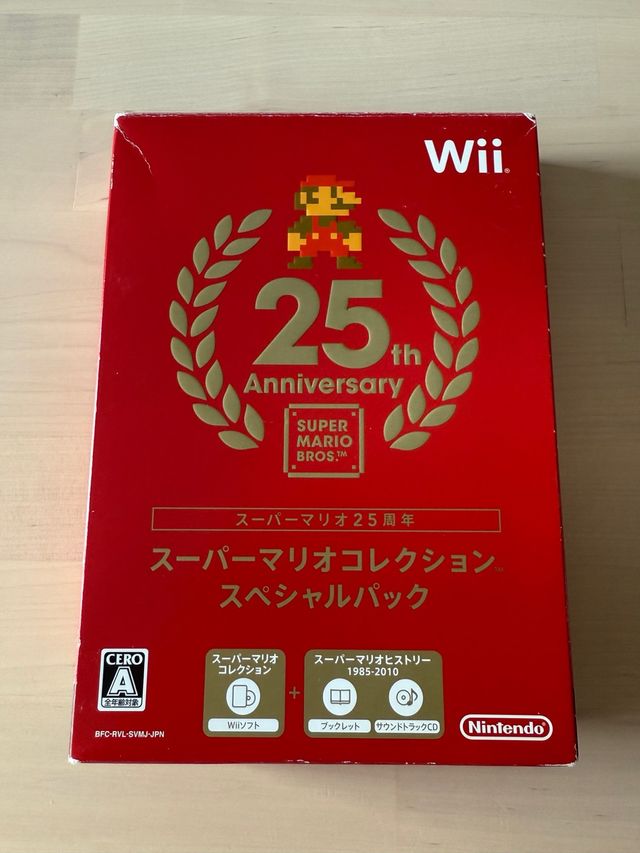 Wii
25th
Anniversary
SUPER
MARIO
BROS.™
スーパーマリオ25周年
スーパーマリオコレクション™
スペシャルパック
CERO
A
全年齢対象
スーパーマリオ
コレクション
Wiiソフト
+
スーパーマリオヒストリー
1985-2010
ブックレット
サウンドトラックCD
BFC-RVL-SVMJ-JPN
Nintendo